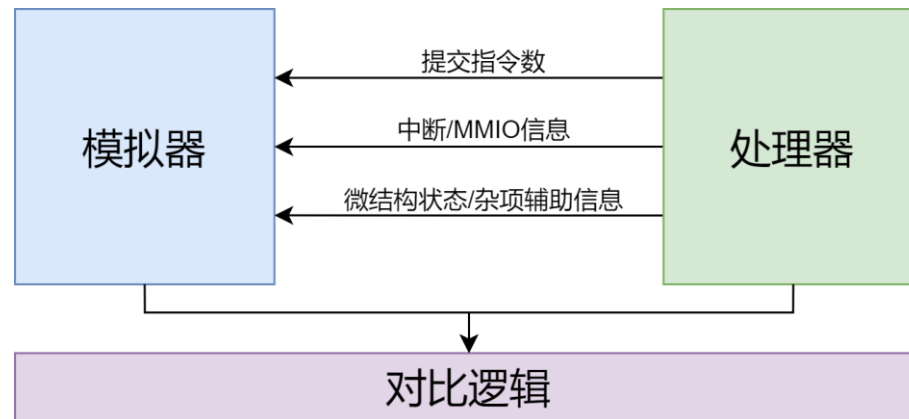 提交指令数
中断/MMIO信息
模拟器
处理器
微结构状态/杂项辅助信息
对比逻辑